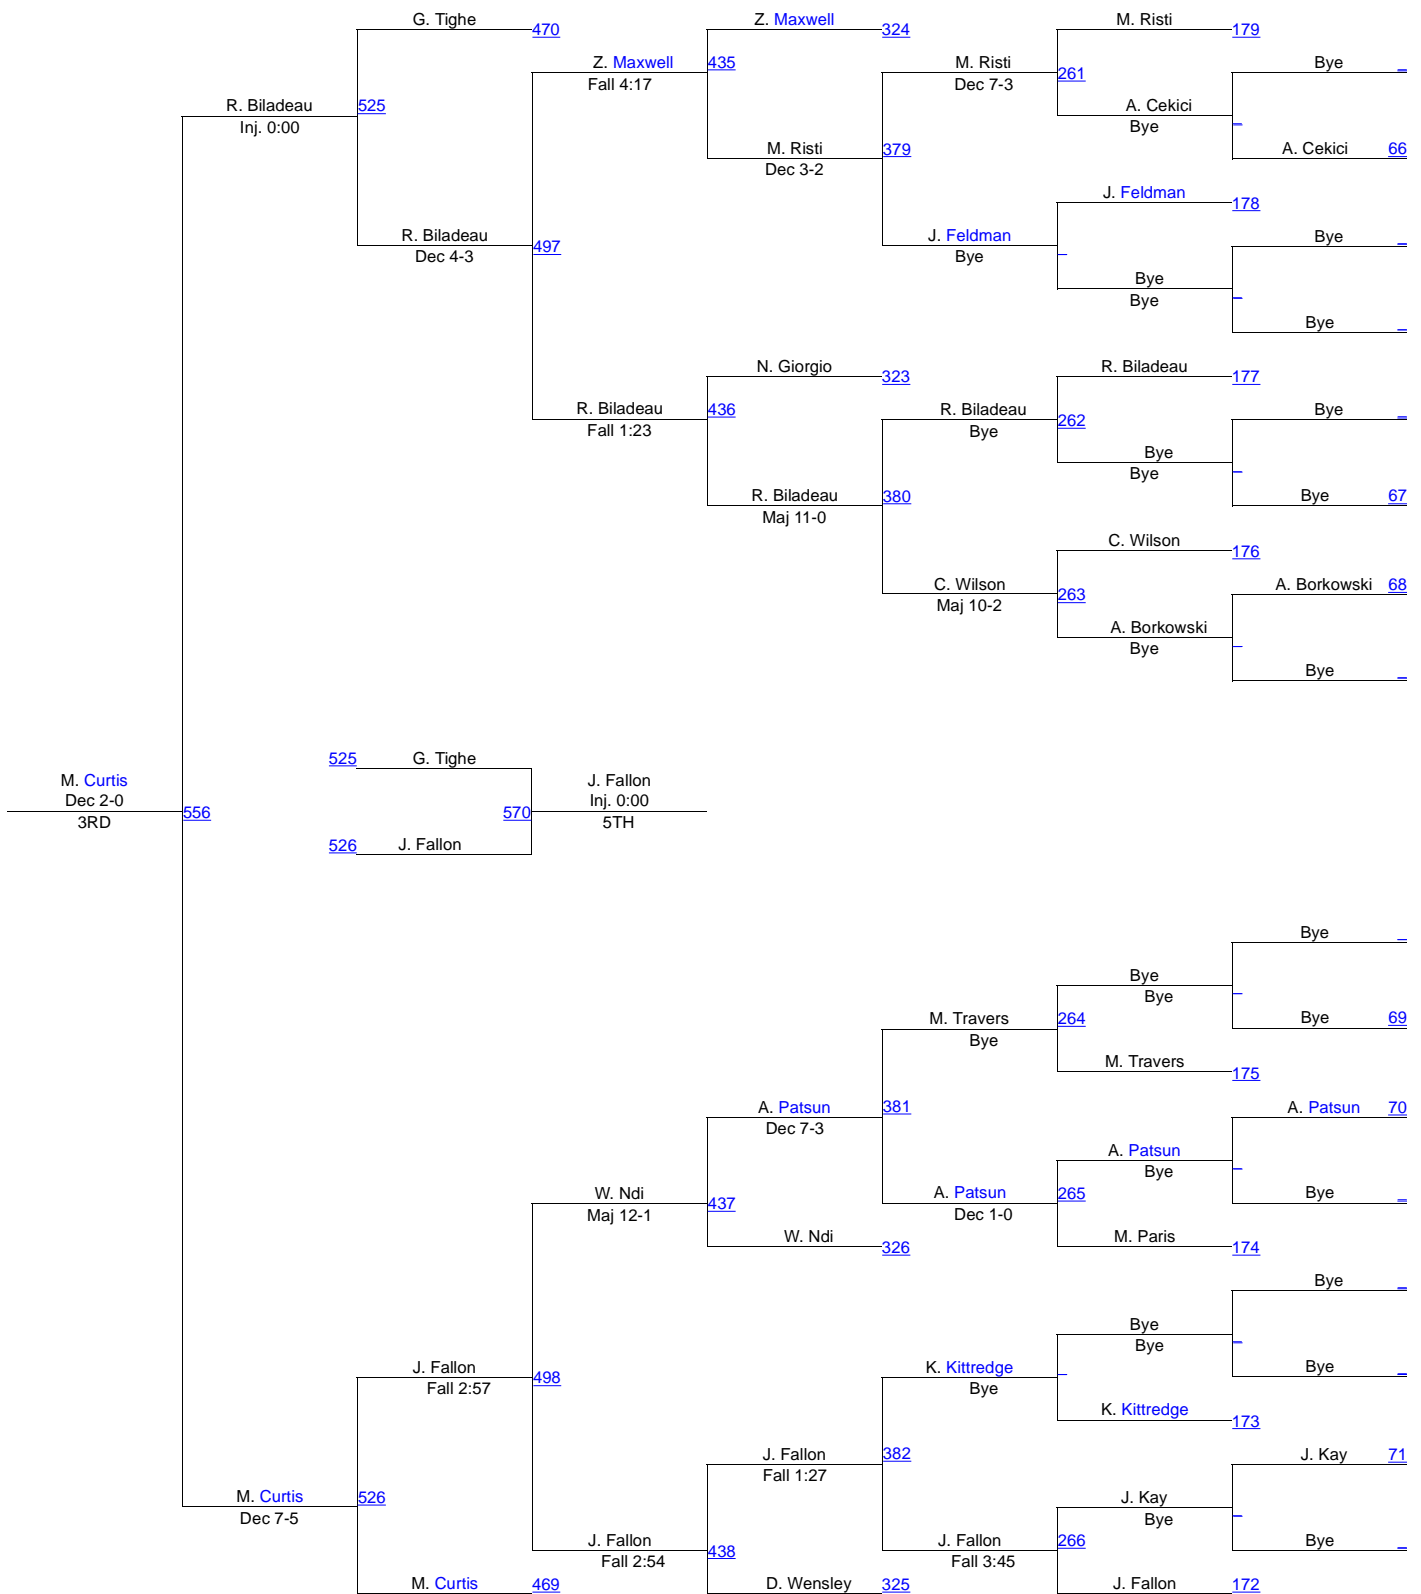 G. Tighe 470
Z. Maxwell 324
M. Risti 179
R. Biladeau 525
Inj. 0:00
Z. Maxwell 435
Fall 4:17
M. Risti 261
Dec 7-3
Bye
A. Cekici
Bye
M. Risti 379
Dec 3-2
A. Cekici 66
J. Feldman 178
R. Biladeau 497
Dec 4-3
J. Feldman
Bye
Bye
Bye
Bye
Bye
N. Giorgio 323
R. Biladeau 177
R. Biladeau 436
Fall 1:23
R. Biladeau 262
Bye
Bye
Bye
Bye
R. Biladeau 380
Maj 11-0
Bye 67
C. Wilson 176
C. Wilson 263
Maj 10-2
A. Borkowski 68
A. Borkowski
Bye
Bye
525 G. Tighe
M. Curtis
Dec 2-0
3RD
556
570
J. Fallon
Inj. 0:00
5TH
526 J. Fallon
Bye
Bye
Bye
M. Travers 264
Bye
Bye 69
M. Travers 175
A. Patsun 381
Dec 7-3
A. Patsun 70
A. Patsun
Bye
W. Ndi 437
Maj 12-1
A. Patsun 265
Dec 1-0
Bye
W. Ndi 326
M. Paris 174
Bye
Bye
Bye
J. Fallon 498
Fall 2:57
K. Kittredge
Bye
Bye
K. Kittredge 173
J. Fallon 382
Fall 1:27
J. Kay 71
M. Curtis 526
Dec 7-5
J. Kay
Bye
J. Fallon 438
Fall 2:54
J. Fallon 266
Fall 3:45
Bye
M. Curtis 469
D. Wensley 325
J. Fallon 172